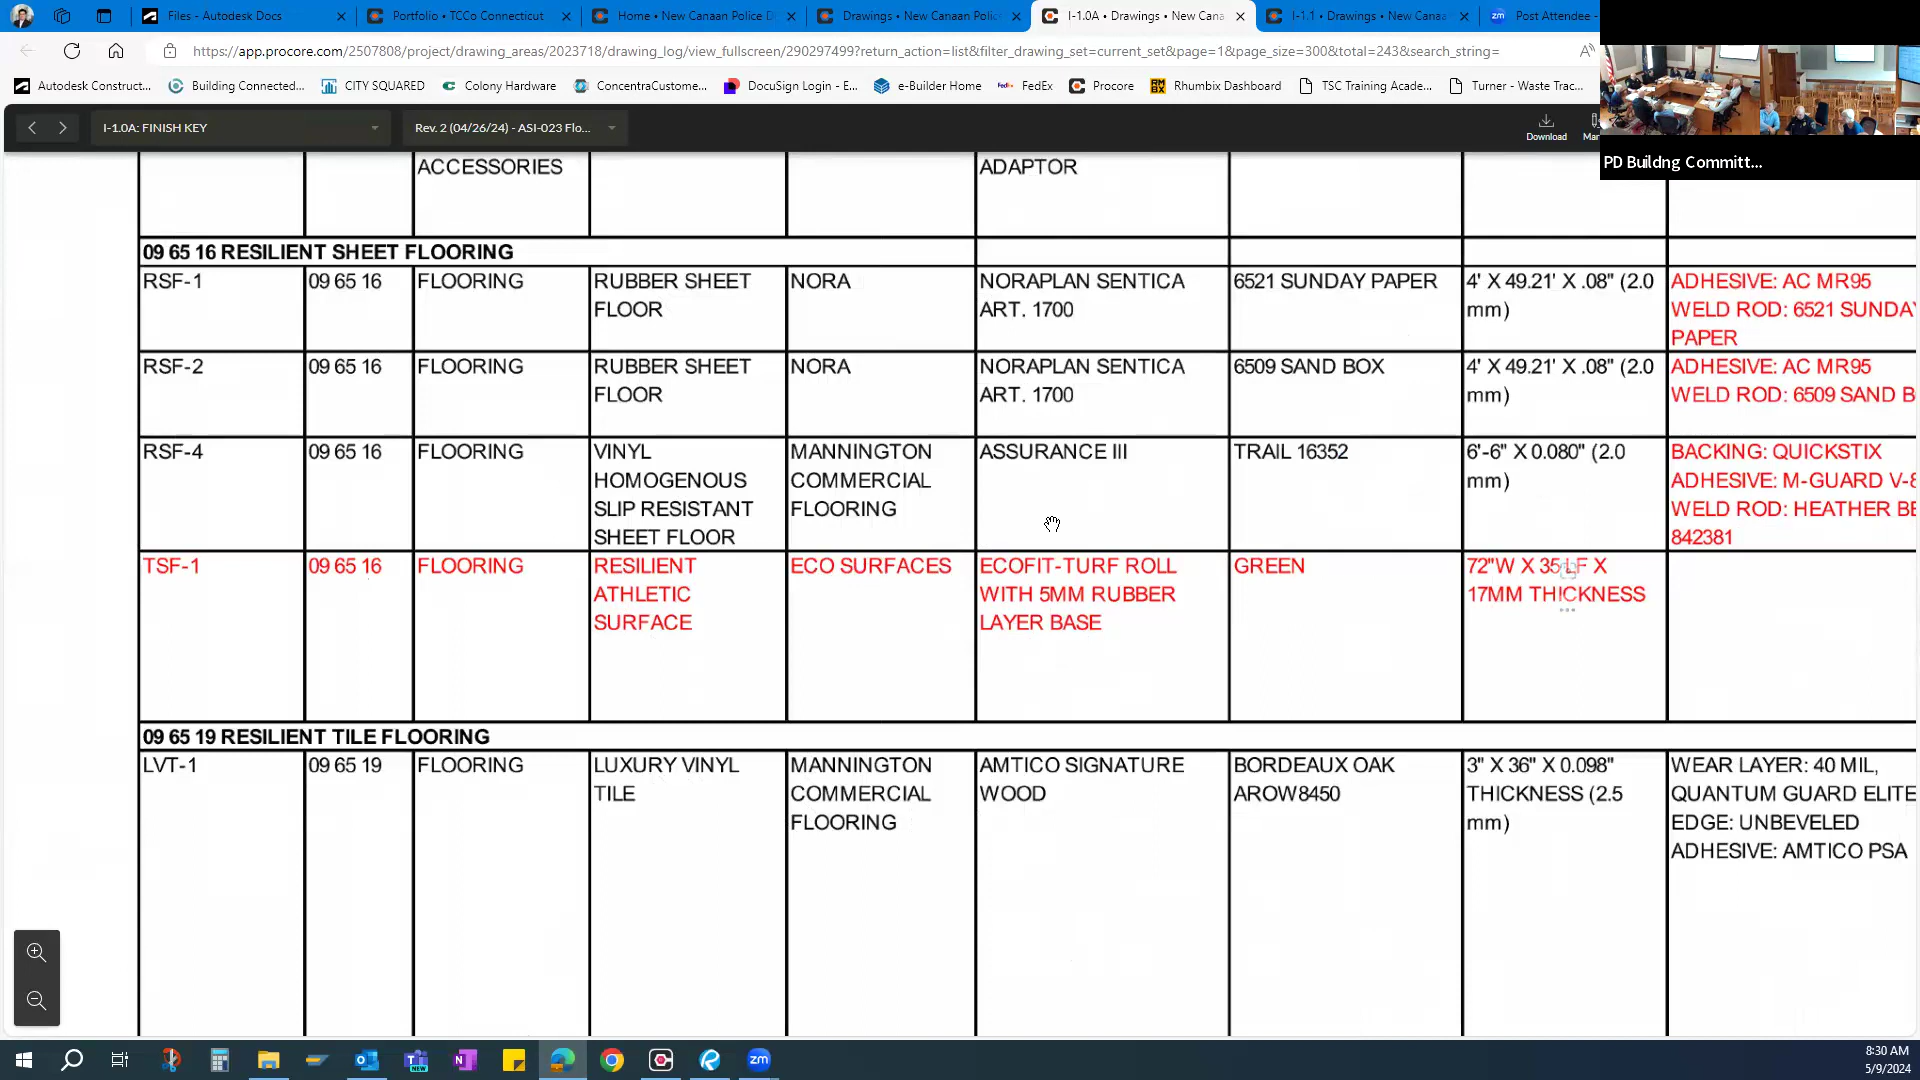 Files - Autodesk Docs
Portfolio • TCCo Connecticut
Home • New Canaan Police D
Drawings • New Canaan Police
I-1.0A • Drawings • New Cana
I-1.1 • Drawings • New Canaa
zm Post Attendee -
https://app.procore.com/2507808/project/drawing_areas/2023718/drawing_log/view_fullscreen/290297499?return_action=list&filter_drawing_set=current_set&page=1&page_size=300&total=243&search_string=
Autodesk Construct...
Building Connected...
CITY SQUARED
Colony Hardware
ConcentraCustome...
DocuSign Login - E...
e-Builder Home
FedEx
Procore
Rhumbix Dashboard
TSC Training Acade...
Turner - Waste Trac...
I-1.0A: FINISH KEY
Rev. 2 (04/26/24) - ASI-023 Flo...
Download
Mar
PD Buildng Committ...
ACCESSORIES
ADAPTOR
09 65 16 RESILIENT SHEET FLOORING
RSF-1
09 65 16
FLOORING
RUBBER SHEET
FLOOR
NORA
NORAPLAN SENTICA
ART. 1700
6521 SUNDAY PAPER
4' X 49.21' X .08" (2.0
mm)
ADHESIVE: AC MR95
WELD ROD: 6521 SUNDAY
PAPER
RSF-2
09 65 16
FLOORING
RUBBER SHEET
FLOOR
NORA
NORAPLAN SENTICA
ART. 1700
6509 SAND BOX
4' X 49.21' X .08" (2.0
mm)
ADHESIVE: AC MR95
WELD ROD: 6509 SAND B
RSF-4
09 65 16
FLOORING
VINYL
HOMOGENOUS
SLIP RESISTANT
SHEET FLOOR
MANNINGTON
COMMERCIAL
FLOORING
ASSURANCE III
TRAIL 16352
6'-6" X 0.080" (2.0
mm)
BACKING: QUICKSTIX
ADHESIVE: M-GUARD V-8
WELD ROD: HEATHER BE
842381
TSF-1
09 65 16
FLOORING
RESILIENT
ATHLETIC
SURFACE
ECO SURFACES
ECOFIT-TURF ROLL
WITH 5MM RUBBER
LAYER BASE
GREEN
72"W X 35 LF X
17MM THICKNESS
09 65 19 RESILIENT TILE FLOORING
LVT-1
09 65 19
FLOORING
LUXURY VINYL
TILE
MANNINGTON
COMMERCIAL
FLOORING
AMTICO SIGNATURE
WOOD
BORDEAUX OAK
AROW8450
3" X 36" X 0.098"
THICKNESS (2.5
mm)
WEAR LAYER: 40 MIL,
QUANTUM GUARD ELITE
EDGE: UNBEVELED
ADHESIVE: AMTICO PSA
8:30 AM
5/9/2024